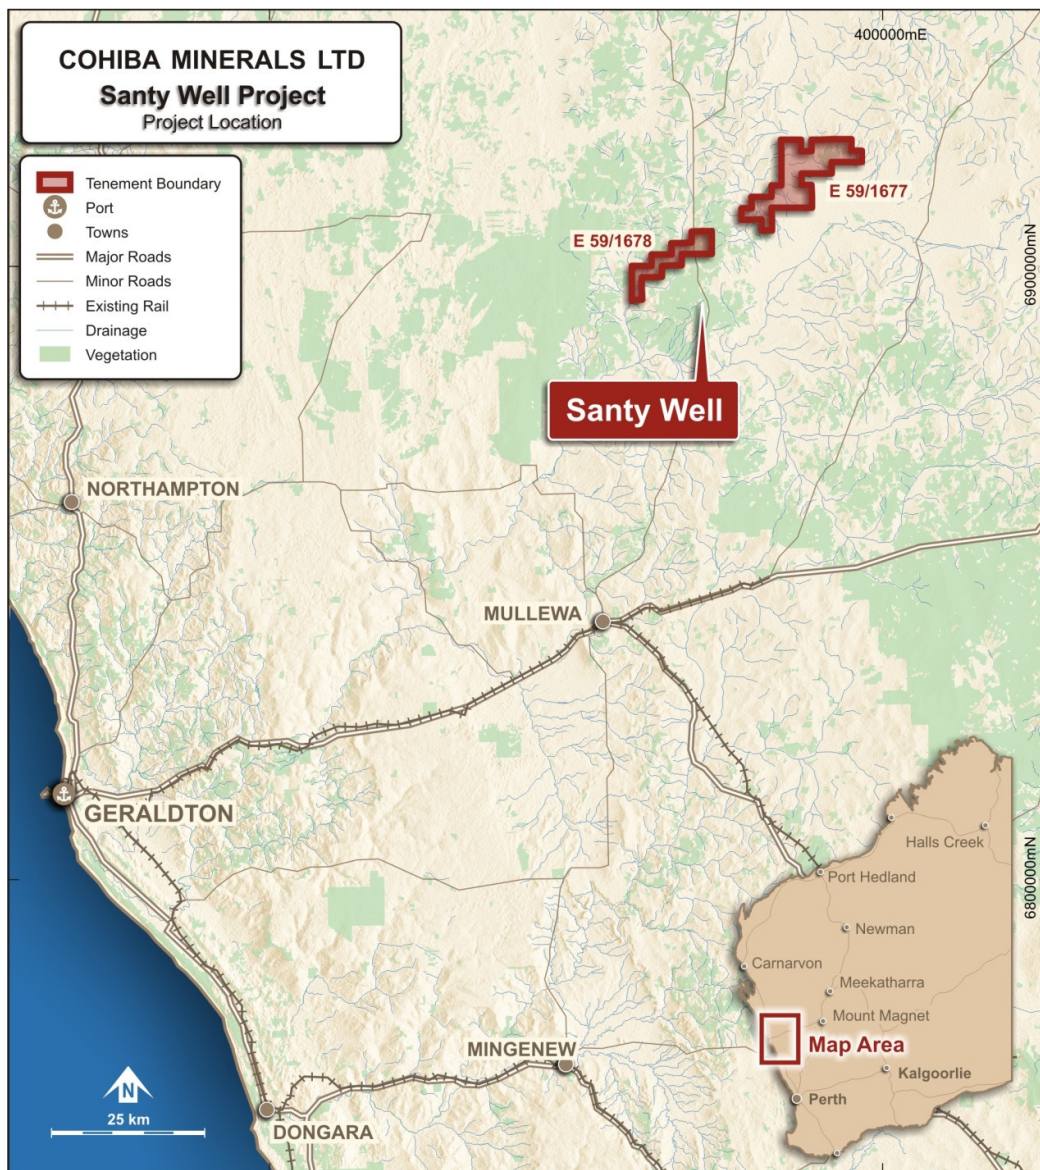 COHIBA MINERALS LTD
Santy Well Project
Project Location
400000mE
Tenement Boundary
Port
Towns
Major Roads
Minor Roads
Existing Rail
Drainage
Vegetation
E 59/1677
E 59/1678
6900000mN
Santy Well
NORTHAMPTON
MULLEWA
GERALDTON
Halls Creek
Port Hedland
6800000mN
Newman
Carnarvon
Meekatharra
Mount Magnet
Map Area
MINGENEW
Kalgoorlie
Perth
N
25 km
DONGARA